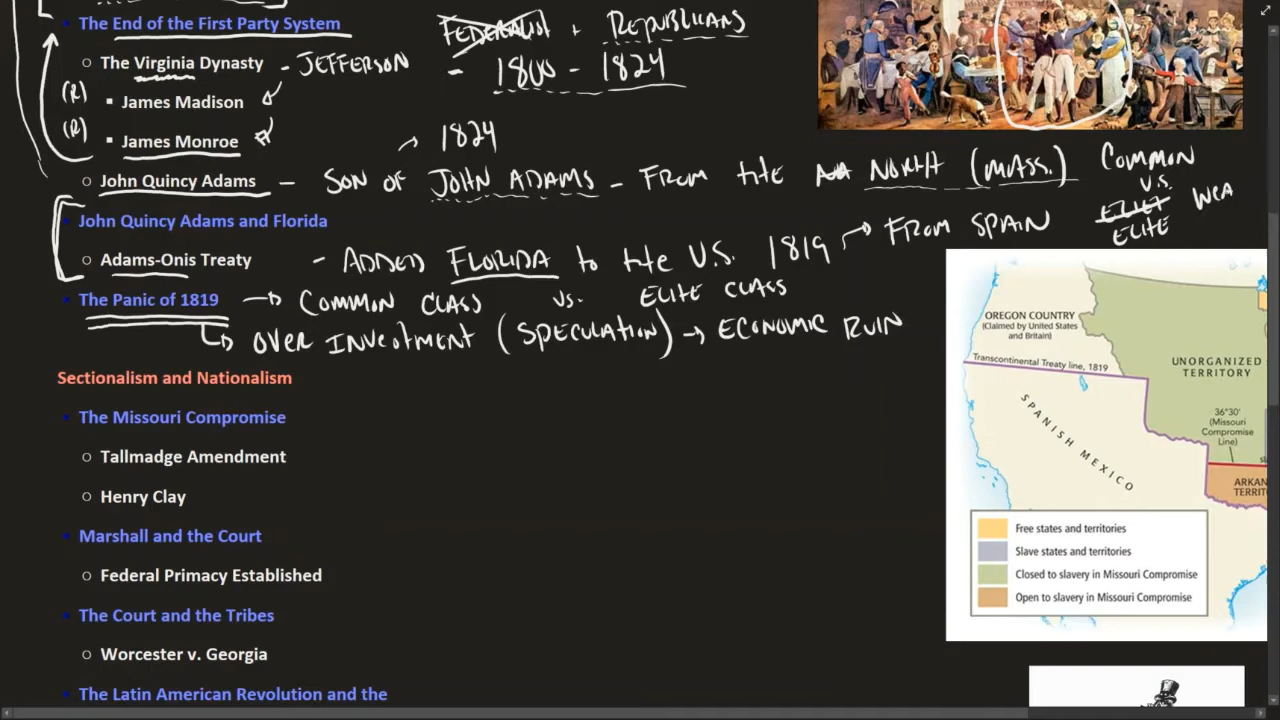 The End of the First Party System
FEDERALIST + REPUBLICANS
The Virginia Dynasty - JEFFERSON - 1800 - 1824
(R) ▪ James Madison
(R) ▪ James Monroe
1824
John Quincy Adams - SON OF JOHN ADAMS - FROM THE NORTH (MASS.) COMMON
V.S.
ELITE
John Quincy Adams and Florida
Adams-Onis Treaty - ADDED FLORIDA to tHE U.S. 1819 → FROM SPAIN
The Panic of 1819 → COMMON CLASS VS. ELITE CLASS
OVER INVESTMENT (SPECULATION) → ECONOMIC RUIN
Sectionalism and Nationalism
The Missouri Compromise
Tallmadge Amendment
Henry Clay
Marshall and the Court
Federal Primacy Established
The Court and the Tribes
Worcester v. Georgia
The Latin American Revolution and the
OREGON COUNTRY
(Claimed by United States
and Britain)
Transcontinental Treaty line, 1819
UNORGANIZED
TERRITORY
SPANISH MEXICO
36°30'
(Missouri
Compromise
Line)
ARKAN
TERRITO
Free states and territories
Slave states and territories
Closed to slavery in Missouri Compromise
Open to slavery in Missouri Compromise